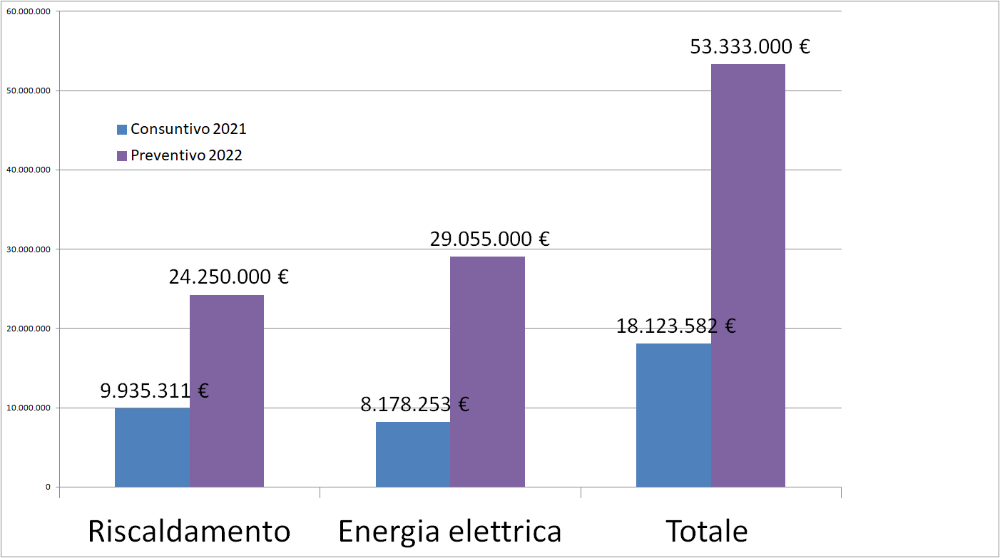 60.000.000
53.333.000 €
50.000.000
Consuntivo 2021
Preventivo 2022
40.000.000
29.055.000 €
30.000.000
24.250.000 €
18.123.582 €
20.000.000
9.935.311 €
8.178.253 €
10.000.000
0
Riscaldamento
Energia elettrica
Totale